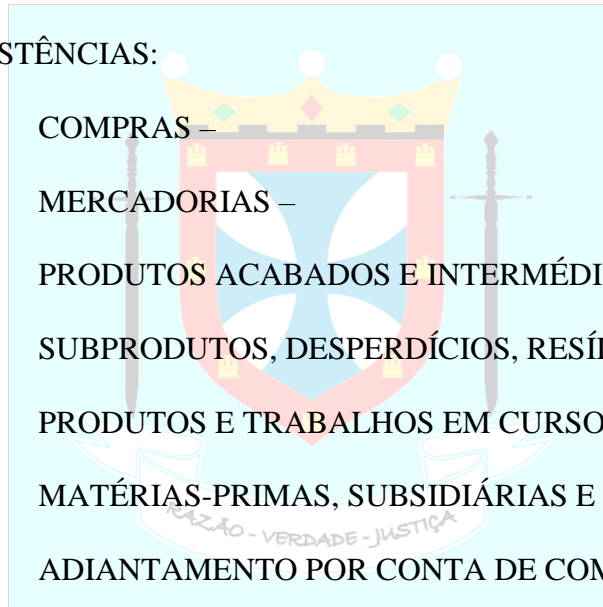 STÊNCIAS:
COMPRAS –
MERCADORIAS –
PRODUTOS ACABADOS E INTERMÉDI
SUBPRODUTOS, DESPERDÍCIOS, RESÍ
PRODUTOS E TRABALHOS EM CURSO
MATÉRIAS-PRIMAS, SUBSIDIÁRIAS E
RAZÃO - VERDADE - JUSTIÇA
ADIANTAMENTO POR CONTA DE COM